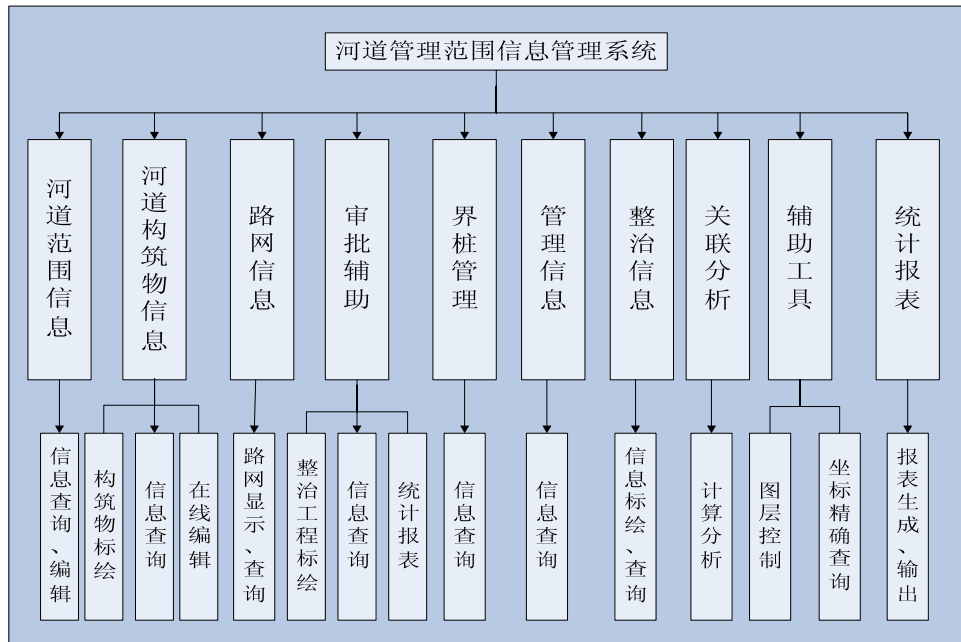 河道管理范围信息管理系统
河道范围信息
河道构筑物信息
路网信息
审批辅助
界桩管理
管理信息
整治信息
关联分析
辅助工具
统计报表
信息查询、编辑
构筑物标绘
信息查询
在线编辑
路网显示、查询
整治工程标绘
信息查询
统计报表
信息查询
信息查询
信息标绘、查询
计算分析
图层控制
坐标精确查询
报表生成、输出